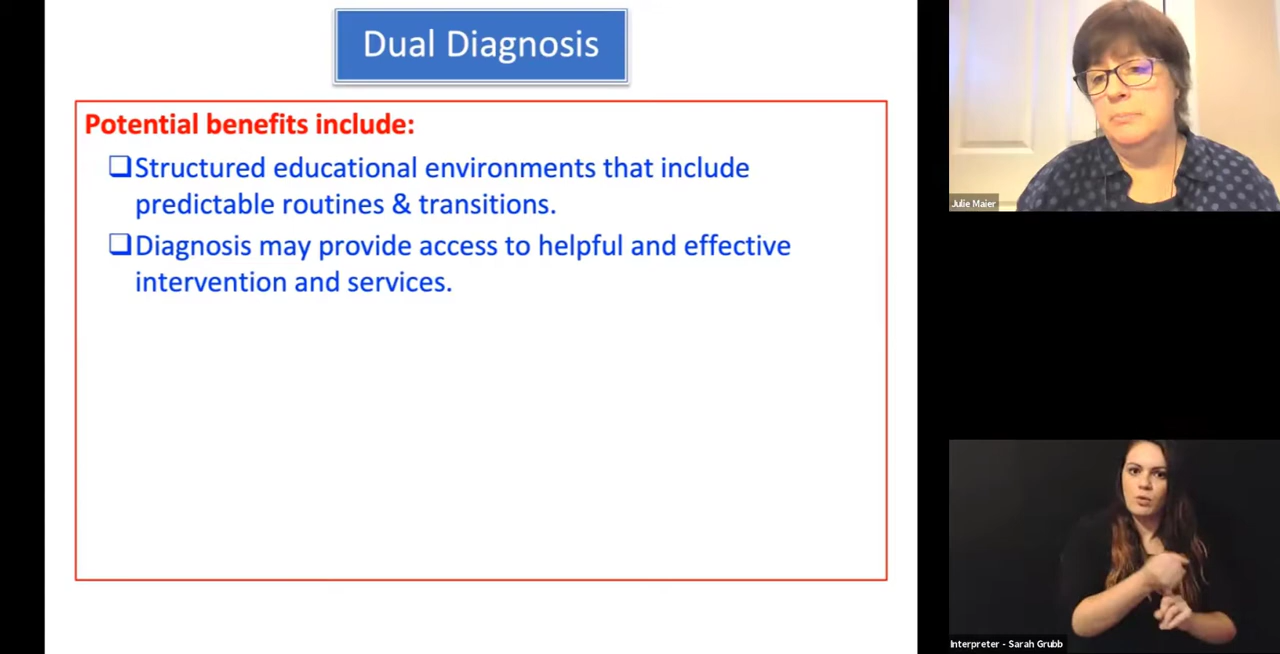 Dual Diagnosis
Potential benefits include:
❑Structured educational environments that include
predictable routines & transitions.
❑Diagnosis may provide access to helpful and effective
intervention and services.
Julie Maier
Interpreter - Sarah Grubb